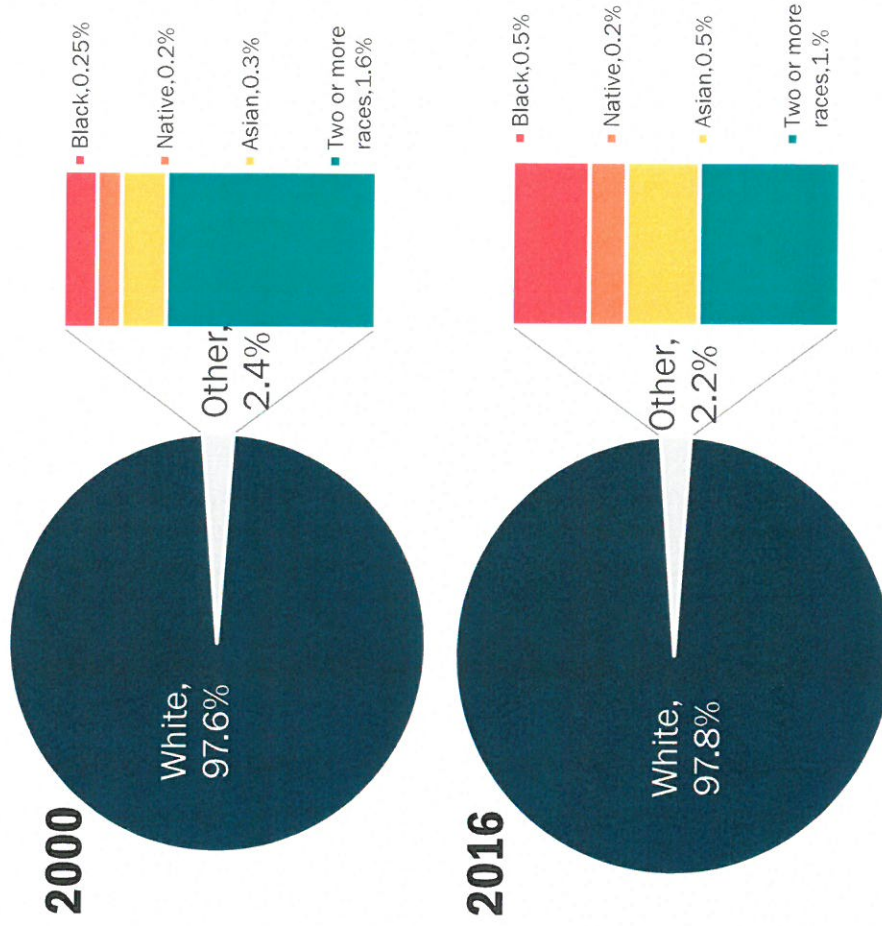 2000
White,
97.6%
Other,
2.4%
Black,0.25%
Native,0.2%
Asian,0.3%
Two or more
races,1.6%
2016
White,
97.8%
Other,
2.2%
Black,0.5%
Native,0.2%
Asian,0.5%
Two or more
races,1.%